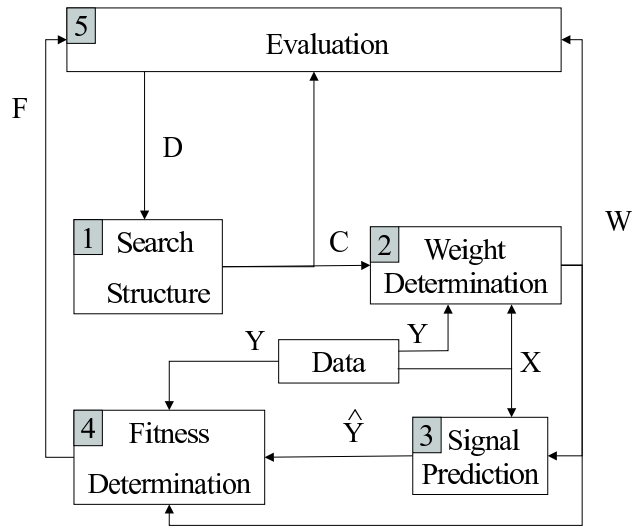 5
Evaluation
F
D
W
1 Search
Structure
C
2 Weight
Determination
Y
Y
Data
X
4 Fitness
Determination
Ŷ
3 Signal
Prediction